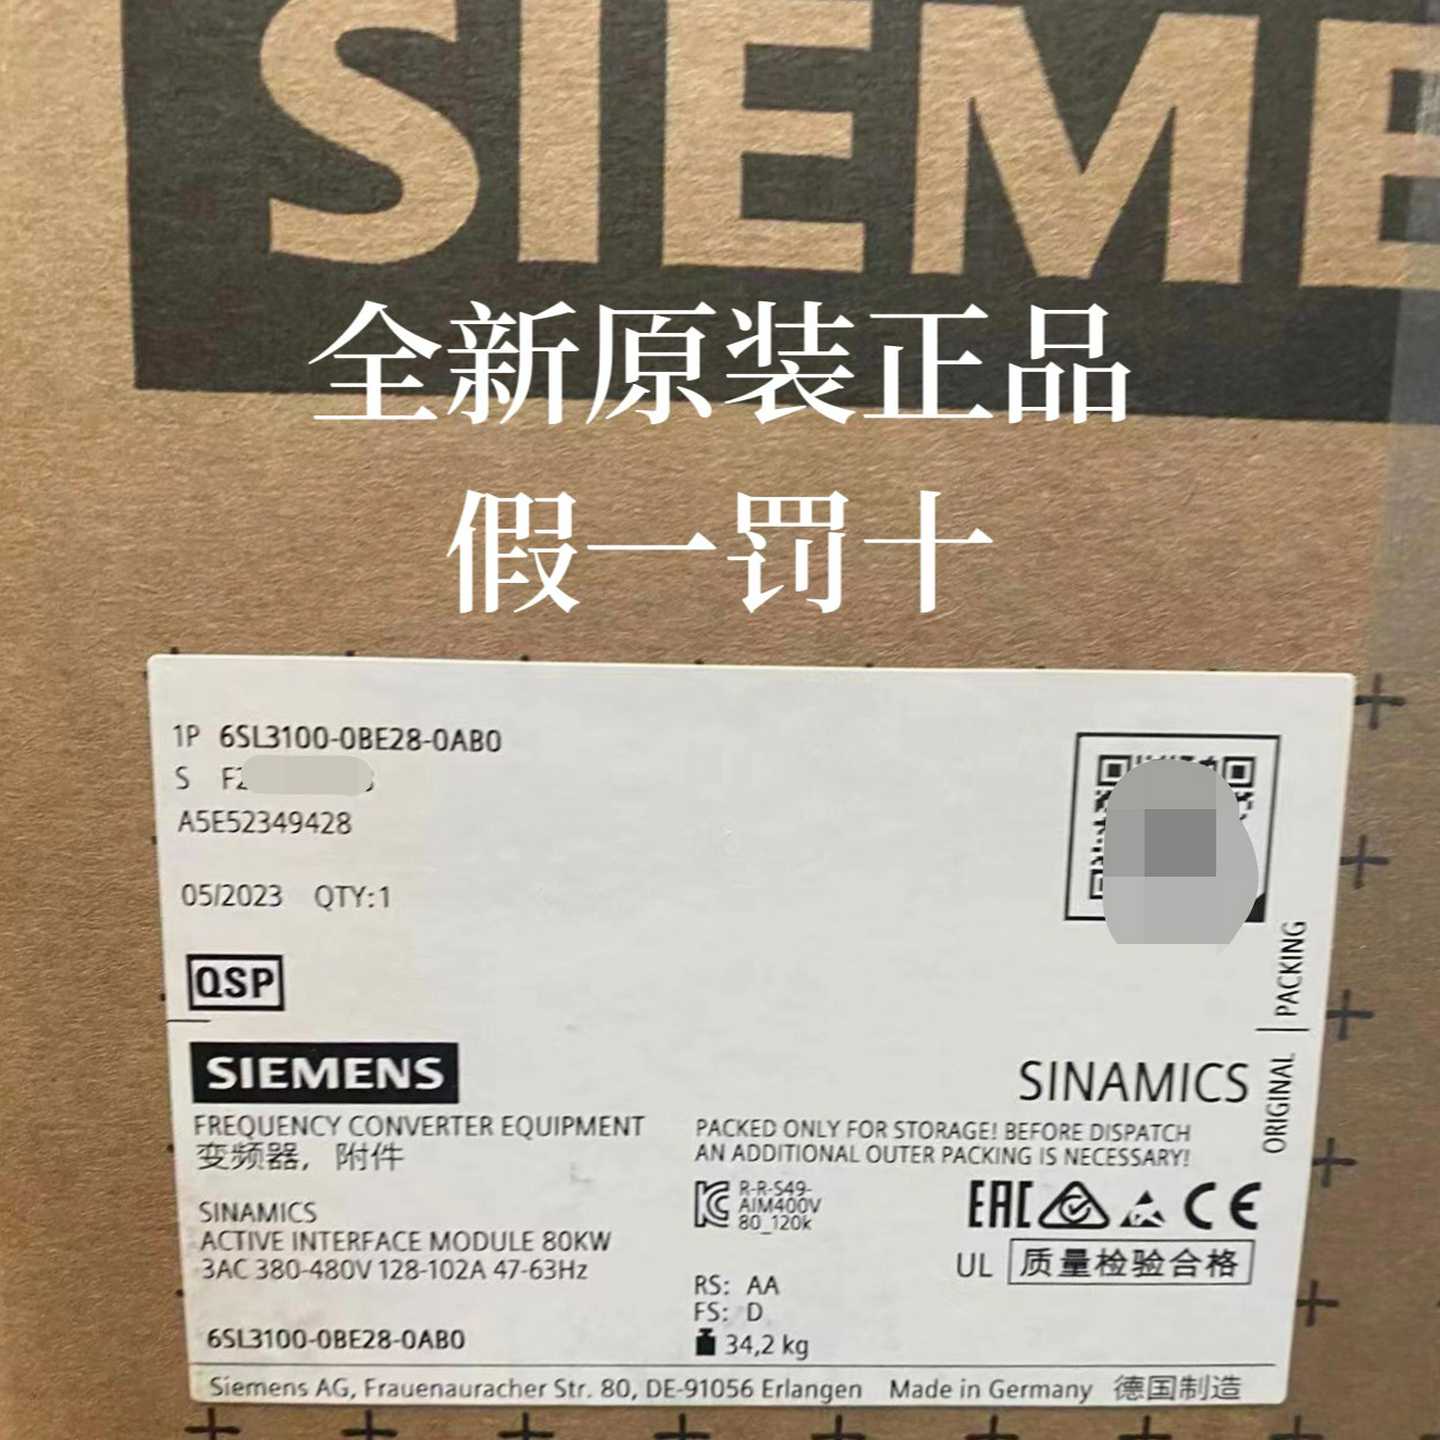 SIEME
全新原装正品
假一罚十
1P 6SL3100-0BE28-0AB0
S
A5E52349428
05/2023 QTY:1
QSP
PACKING
ORIGINAL
SIEMENS
SINAMICS
FREQUENCY CONVERTER EQUIPMENT
变频器, 附件
PACKED ONLY FOR STORAGE! BEFORE DISPATCH
AN ADDITIONAL OUTER PACKING IS NECESSARY!
R-R-S49-
AIM400V
80_120k
EAC CE
UL 质量检验合格
SINAMICS
ACTIVE INTERFACE MODULE 80KW
3AC 380-480V 128-102A 47-63Hz
RS: AA
FS: D
34,2 kg
6SL3100-0BE28-0AB0
Siemens AG, Frauenauracher Str. 80, DE-91056 Erlangen Made in Germany 德国制造